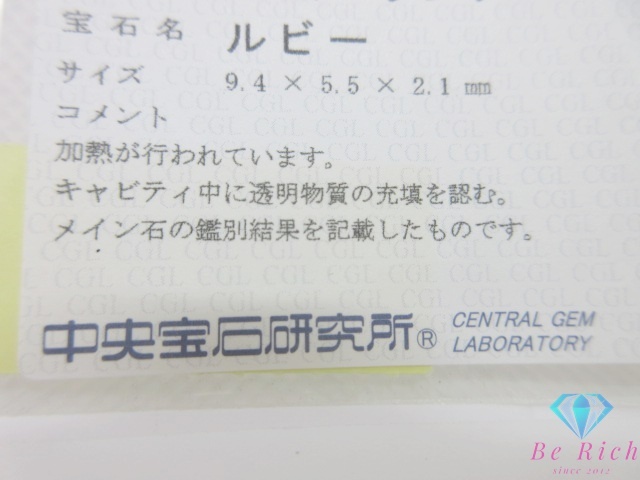 宝石名 ルビー
サイズ 9.4 × 5.5 × 2.1 ㎜
コメント
加熱が行われています。
キャビティ中に透明物質の充填を認む。
メイン石の鑑別結果を記載したものです。
中央宝石研究所® CENTRAL GEM
LABORATORY
Be Rich
since 2012